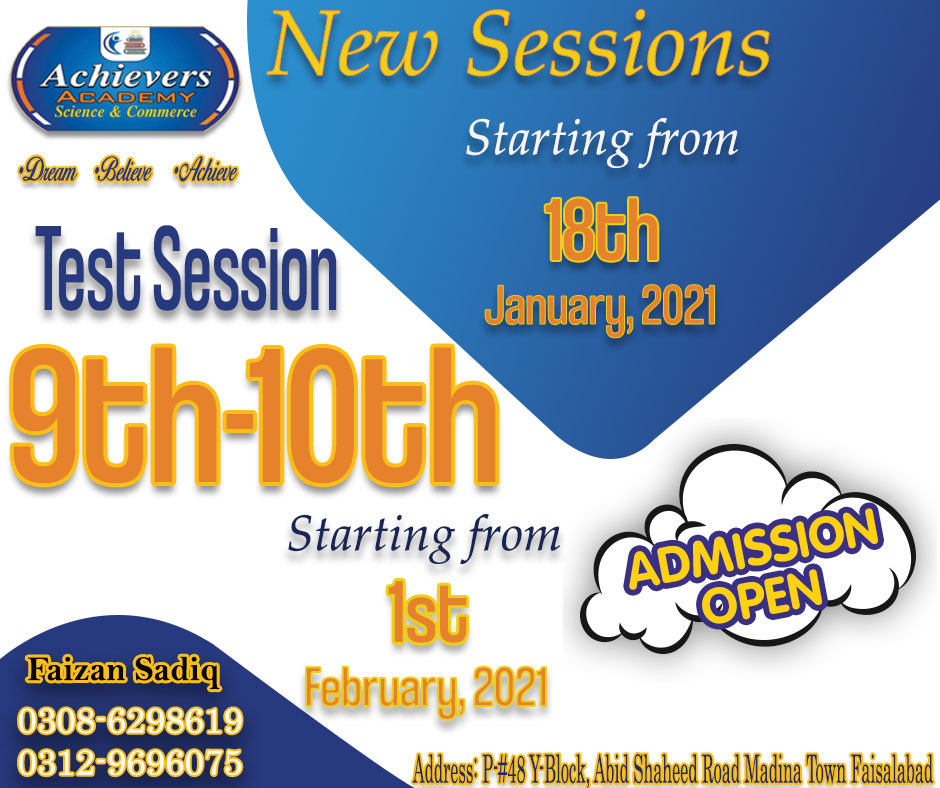 Achievers
Academy
Science & Commerce
•Dream •Believe •Achieve
New Sessions
Starting from
18th
January, 2021
Test Session
9th-10th
Starting from
1st
February, 2021
ADMISSION
OPEN
Faizan Sadiq
0308-6298619
0312-9696075
Address: P-#48 Y-Block, Abid Shaheed Road Madina Town Faisalabad